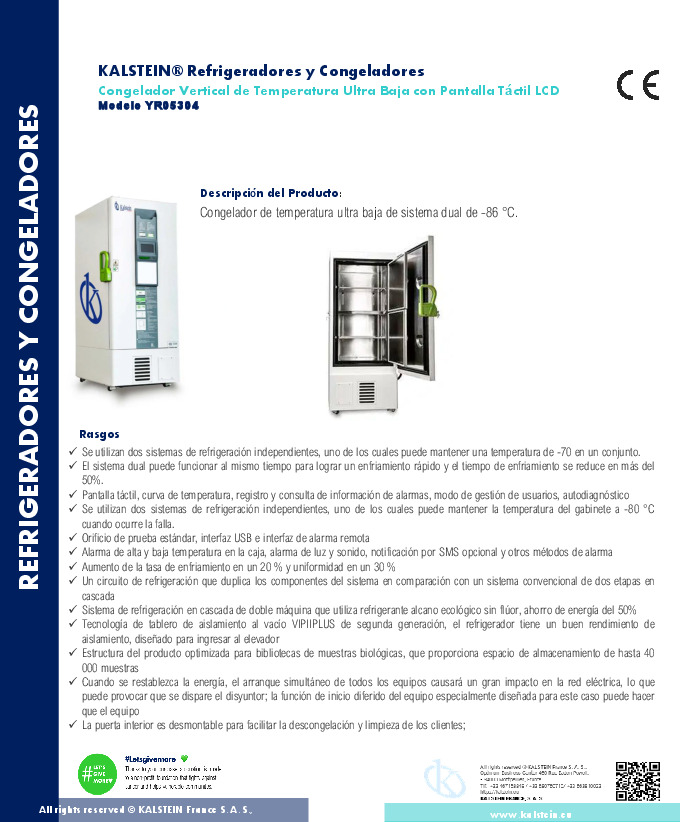 REFRIGERADORES Y CONGELADORES
KALSTEIN® Refrigeradores y Congeladores
Congelador Vertical de Temperatura Ultra Baja con Pantalla Táctil LCD
Modelo YR05304
CE
Descripción del Producto:
Congelador de temperatura ultra baja de sistema dual de -86 °C.
Rasgos
✓ Se utilizan dos sistemas de refrigeración independientes, uno de los cuales puede mantener una temperatura de -70 en un conjunto.
✓ El sistema dual puede funcionar al mismo tiempo para lograr un enfriamiento rápido y el tiempo de enfriamiento se reduce en más del
50%.
✓ Pantalla táctil, curva de temperatura, registro y consulta de información de alarmas, modo de gestión de usuarios, autodiagnóstico
✓ Se utilizan dos sistemas de refrigeración independientes, uno de los cuales puede mantener la temperatura del gabinete a -80 °C
cuando ocurre la falla.
✓ Orificio de prueba estándar, interfaz USB e interfaz de alarma remota
✓ Alarma de alta y baja temperatura en la caja, alarma de luz y sonido, notificación por SMS opcional y otros métodos de alarma
✓ Aumento de la tasa de enfriamiento en un 20 % y uniformidad en un 30 %
✓ Un circuito de refrigeración que duplica los componentes del sistema en comparación con un sistema convencional de dos etapas en
cascada
✓ Sistema de refrigeración en cascada de doble máquina que utiliza refrigerante alcano ecológico sin flúor, ahorro de energía del 50%
✓ Tecnología de tablero de aislamiento al vacío VIPIIPLUS de segunda generación, el refrigerador tiene un buen rendimiento de
aislamiento, diseñado para ingresar al elevador
✓ Estructura del producto optimizada para bibliotecas de muestras biológicas, que proporciona espacio de almacenamiento de hasta 40
000 muestras
✓ Cuando se restablezca la energía, el arranque simultáneo de todos los equipos causará un gran impacto en la red eléctrica, lo que
puede provocar que se dispare el disyuntor; la función de inicio diferido del equipo especialmente diseñada para este caso puede hacer
que el equipo
✓ La puerta interior es desmontable para facilitar la descongelación y limpieza de los clientes;
#Letsgivemore
# LET'S
GIVE
MORE
All rights reserved © KALSTEIN France S.A.S.,
KALSTEIN FRANCE, S.A.S
All rights reserved © KALSTEIN France S.A.S.,
www.kalstein.eu